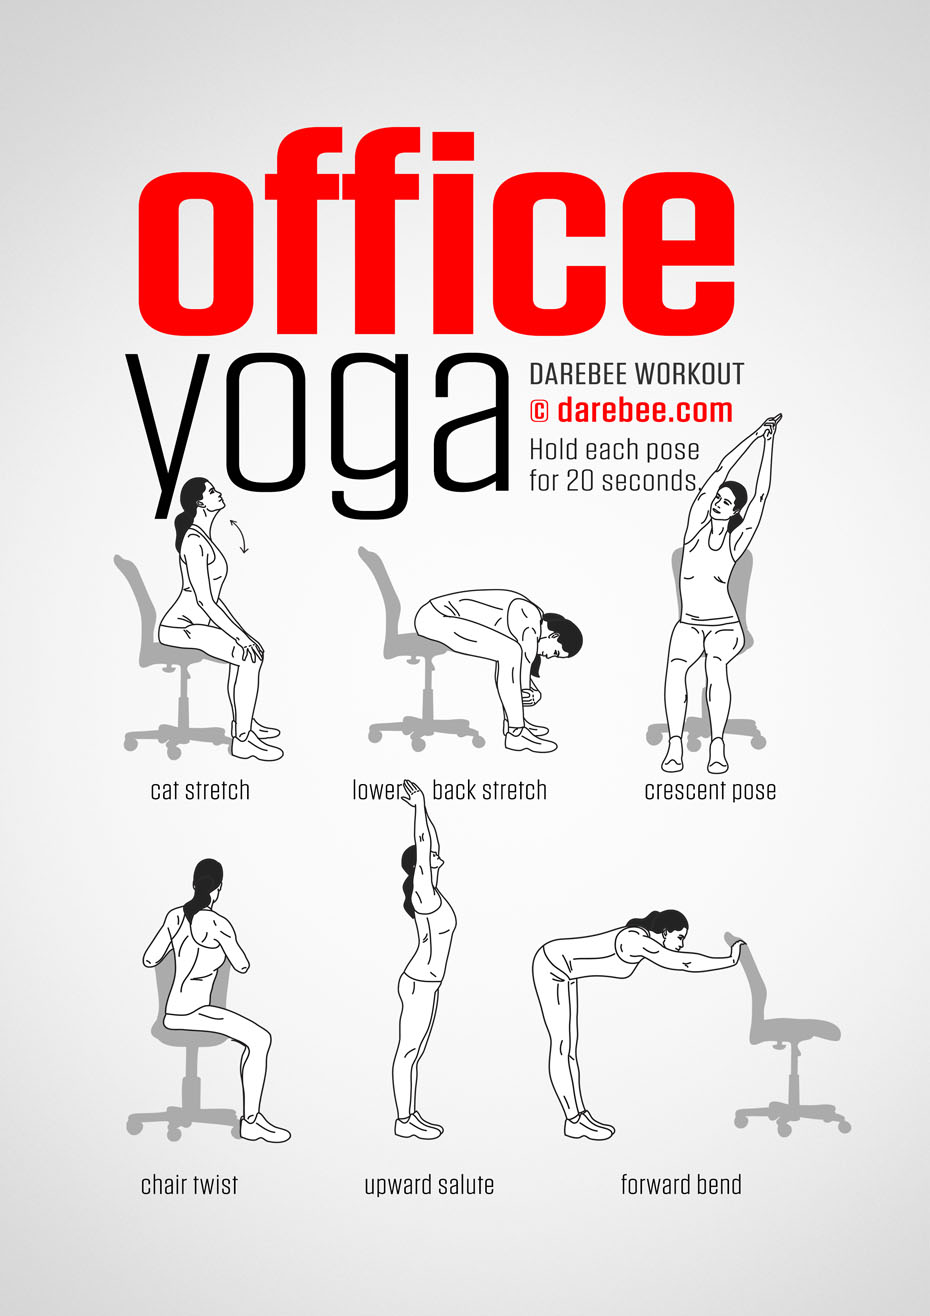 office
yoga
DAREBEE WORKOUT
© darebee.com
Hold each pose
for 20 seconds.
cat stretch
lower back stretch
crescent pose
chair twist
upward salute
forward bend